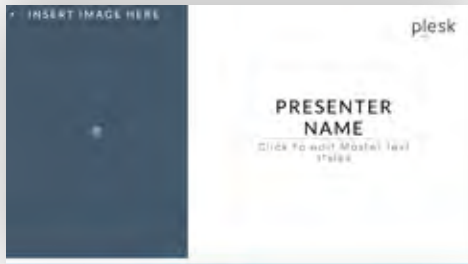 INSERT IMAGE HERE
plesk
PRESENTER
NAME
Click to edit Master text
styles